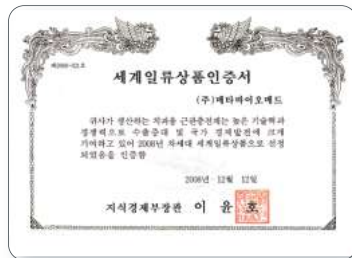 세계일류상품인증서
(주)메타바이오메드
귀사가 생산하는 치과용 근관충전재는 높은 기술력과
경쟁력으로 수출증대 및 국가 경제발전에 크게
기여하고 있어 2008년 차세대 세계일류상품으로 선정
되었음을 인증함
2008년 12월 12일
지식경제부장관 이 윤 호